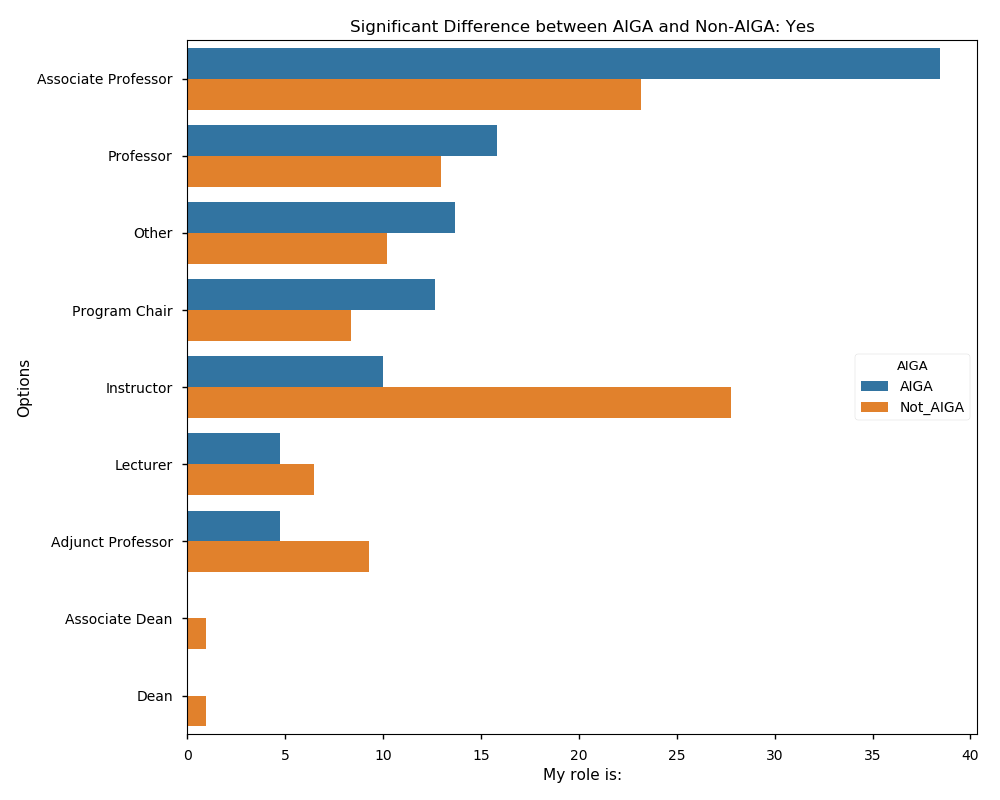 Significant Difference between AIGA and Non-AIGA: Yes
Associate Professor
Professor
Other
Program Chair
Instructor
Lecturer
Adjunct Professor
Associate Dean
Dean
Options
AIGA
AIGA
Not_AIGA
0 5 10 15 20 25 30 35 40
My role is: